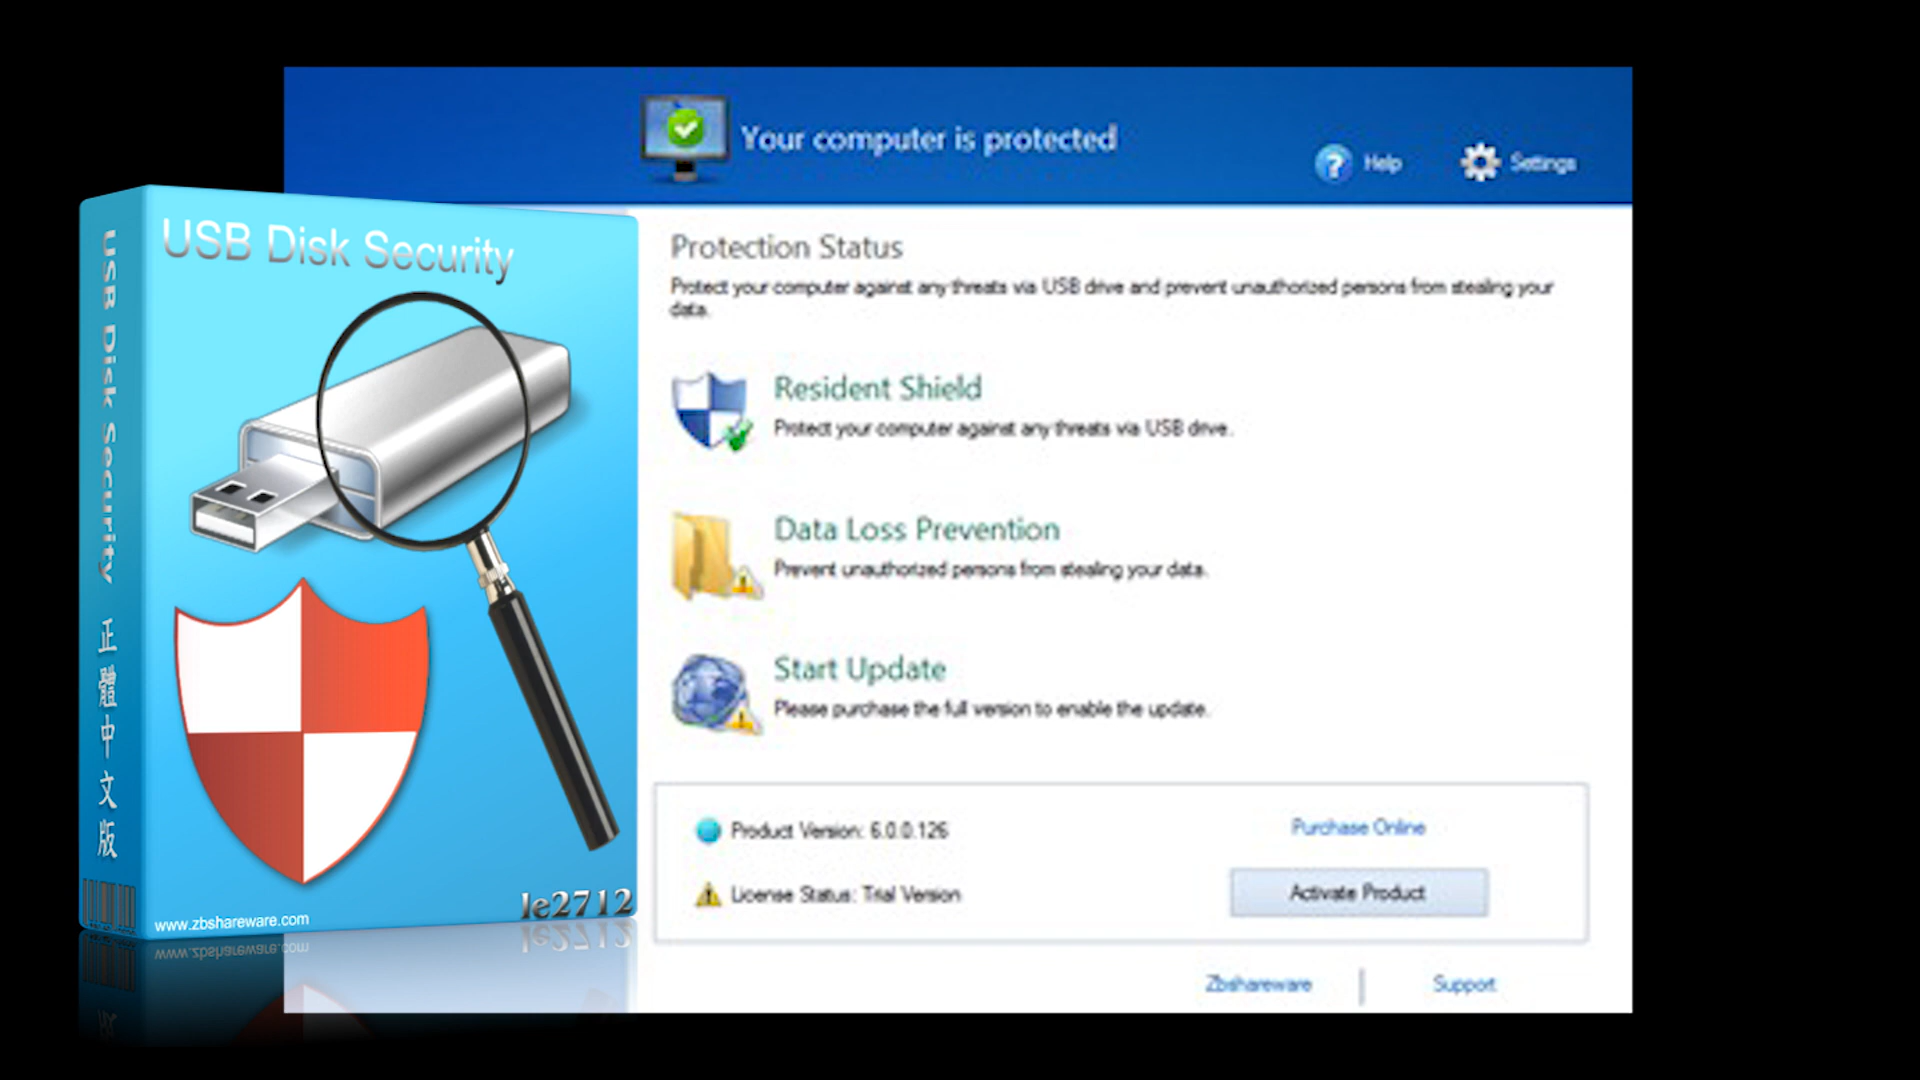 Your computer is protected
Help
Settings
USB Disk Security
USB Disk Security 正體中文版
le2712
www.zbshareware.com
Protection Status
Protect your computer against any threats via USB drive and prevent unauthorized persons from stealing your
data.
Resident Shield
Protect your computer against any threats via USB drive.
Data Loss Prevention
Prevent unauthorized persons from stealing your data.
Start Update
Please purchase the full version to enable the update.
Product Version: 6.0.0.126
Purchase Online
License Status: Trial Version
Activate Product
Zbshareware
Support